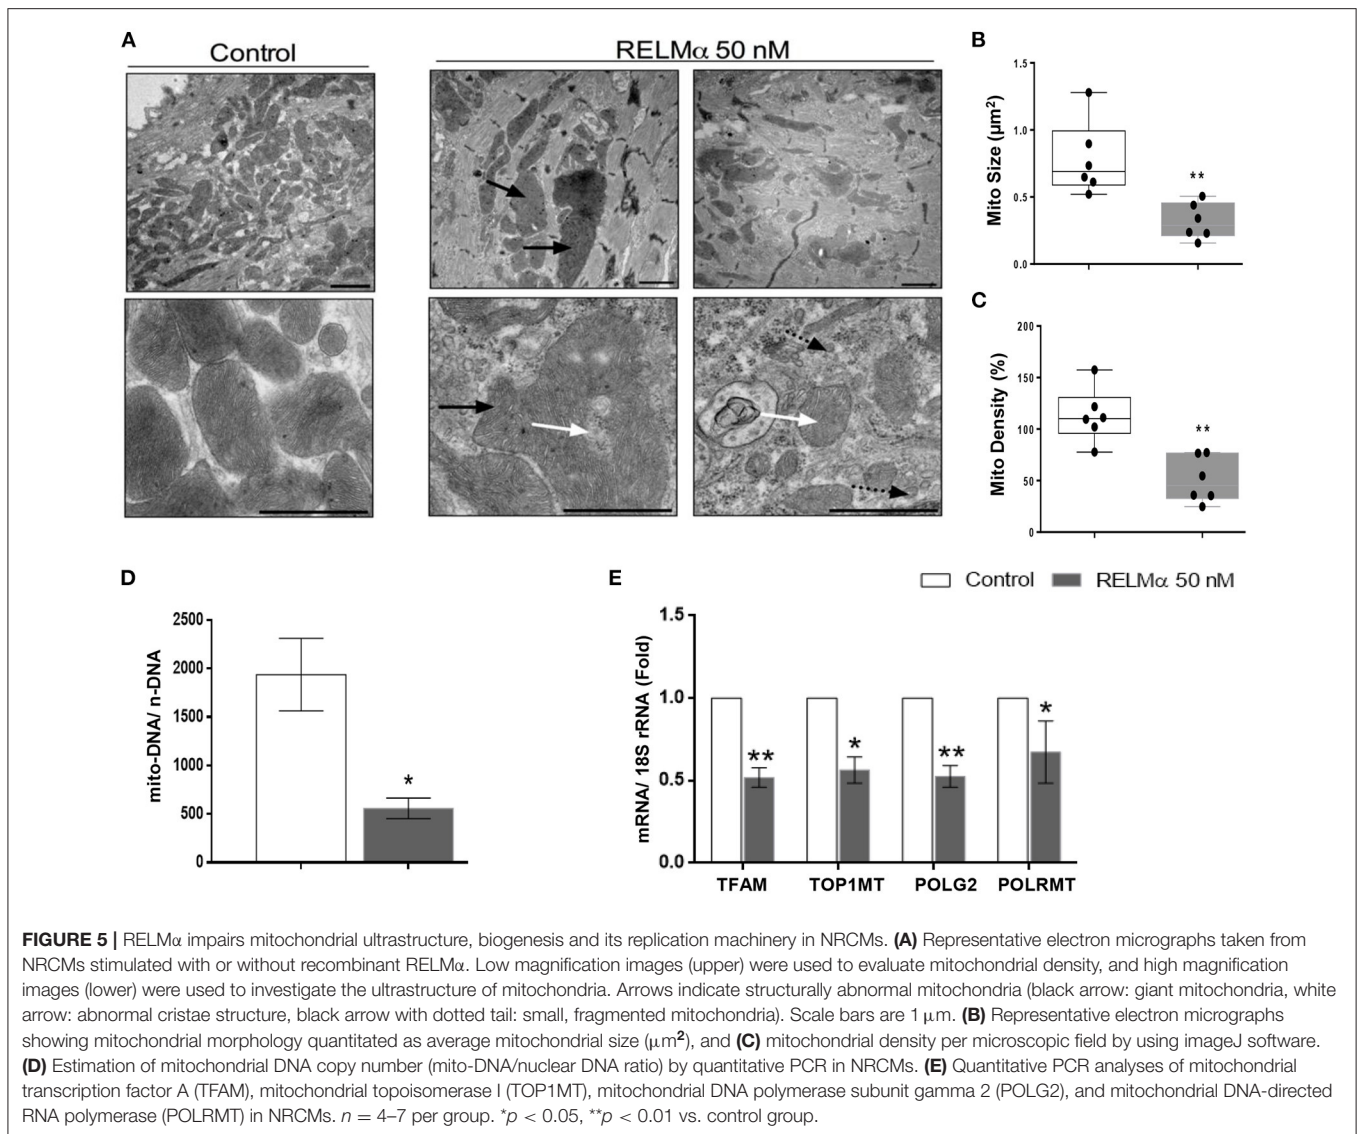 A
Control
RELMα 50 nM
B
Mito Size (μm²)
1.5
1.0
0.5
0.0
**
C
Mito Density (%)
200
150
100
50
0
**
D
mito-DNA/ n-DNA
2500
2000
1500
1000
500
0
*
E
Control
RELMα 50 nM
mRNA/ 18S rRNA (Fold)
1.5
1.0
0.5
0.0
**
*
**
*
TFAM
TOP1MT
POLG2
POLRMT
FIGURE 5 | RELMα impairs mitochondrial ultrastructure, biogenesis and its replication machinery in NRCMs. (A) Representative electron micrographs taken from
NRCMs stimulated with or without recombinant RELMα. Low magnification images (upper) were used to evaluate mitochondrial density, and high magnification
images (lower) were used to investigate the ultrastructure of mitochondria. Arrows indicate structurally abnormal mitochondria (black arrow: giant mitochondria, white
arrow: abnormal cristae structure, black arrow with dotted tail: small, fragmented mitochondria). Scale bars are 1 μm. (B) Representative electron micrographs
showing mitochondrial morphology quantitated as average mitochondrial size (μm²), and (C) mitochondrial density per microscopic field by using imageJ software.
(D) Estimation of mitochondrial DNA copy number (mito-DNA/nuclear DNA ratio) by quantitative PCR in NRCMs. (E) Quantitative PCR analyses of mitochondrial
transcription factor A (TFAM), mitochondrial topoisomerase I (TOP1MT), mitochondrial DNA polymerase subunit gamma 2 (POLG2), and mitochondrial DNA-directed
RNA polymerase (POLRMT) in NRCMs. n = 4–7 per group. *p < 0.05, **p < 0.01 vs. control group.